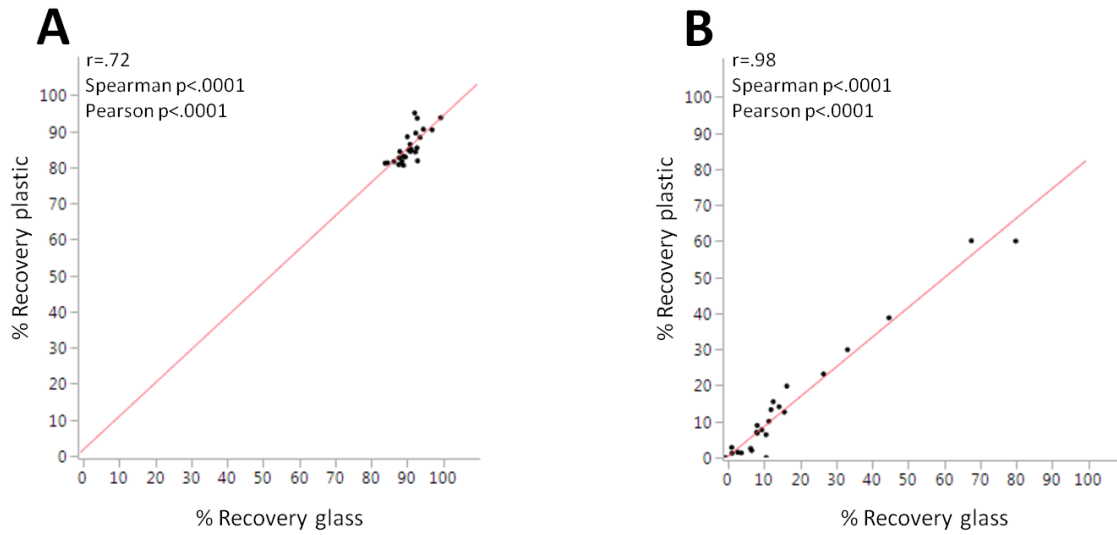 A
r=.72
Spearman p<.0001
Pearson p<.0001
100
90
80
70
60
50
40
30
20
10
0
% Recovery plastic
0 10 20 30 40 50 60 70 80 90 100
% Recovery glass
B
r=.98
Spearman p<.0001
Pearson p<.0001
100
90
80
70
60
50
40
30
20
10
0
% Recovery plastic
0 10 20 30 40 50 60 70 80 90 100
% Recovery glass